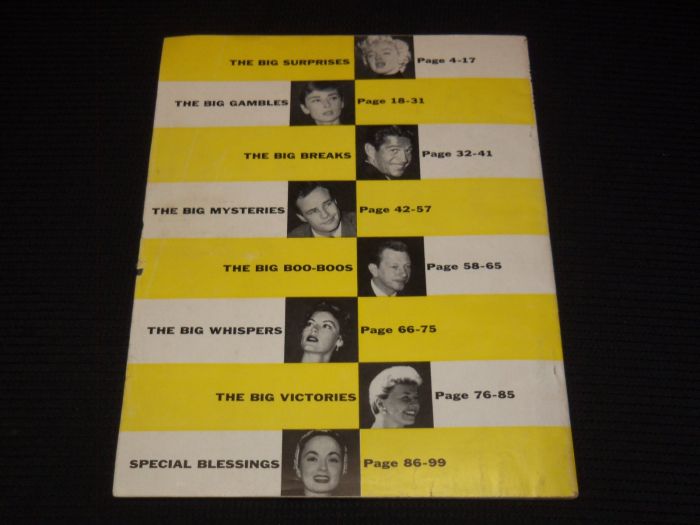 THE BIG SURPRISES Page 4-17
THE BIG GAMBLES Page 18-31
THE BIG BREAKS Page 32-41
THE BIG MYSTERIES Page 42-57
THE BIG BOO-BOOS Page 58-65
THE BIG WHISPERS Page 66-75
THE BIG VICTORIES Page 76-85
SPECIAL BLESSINGS Page 86-99